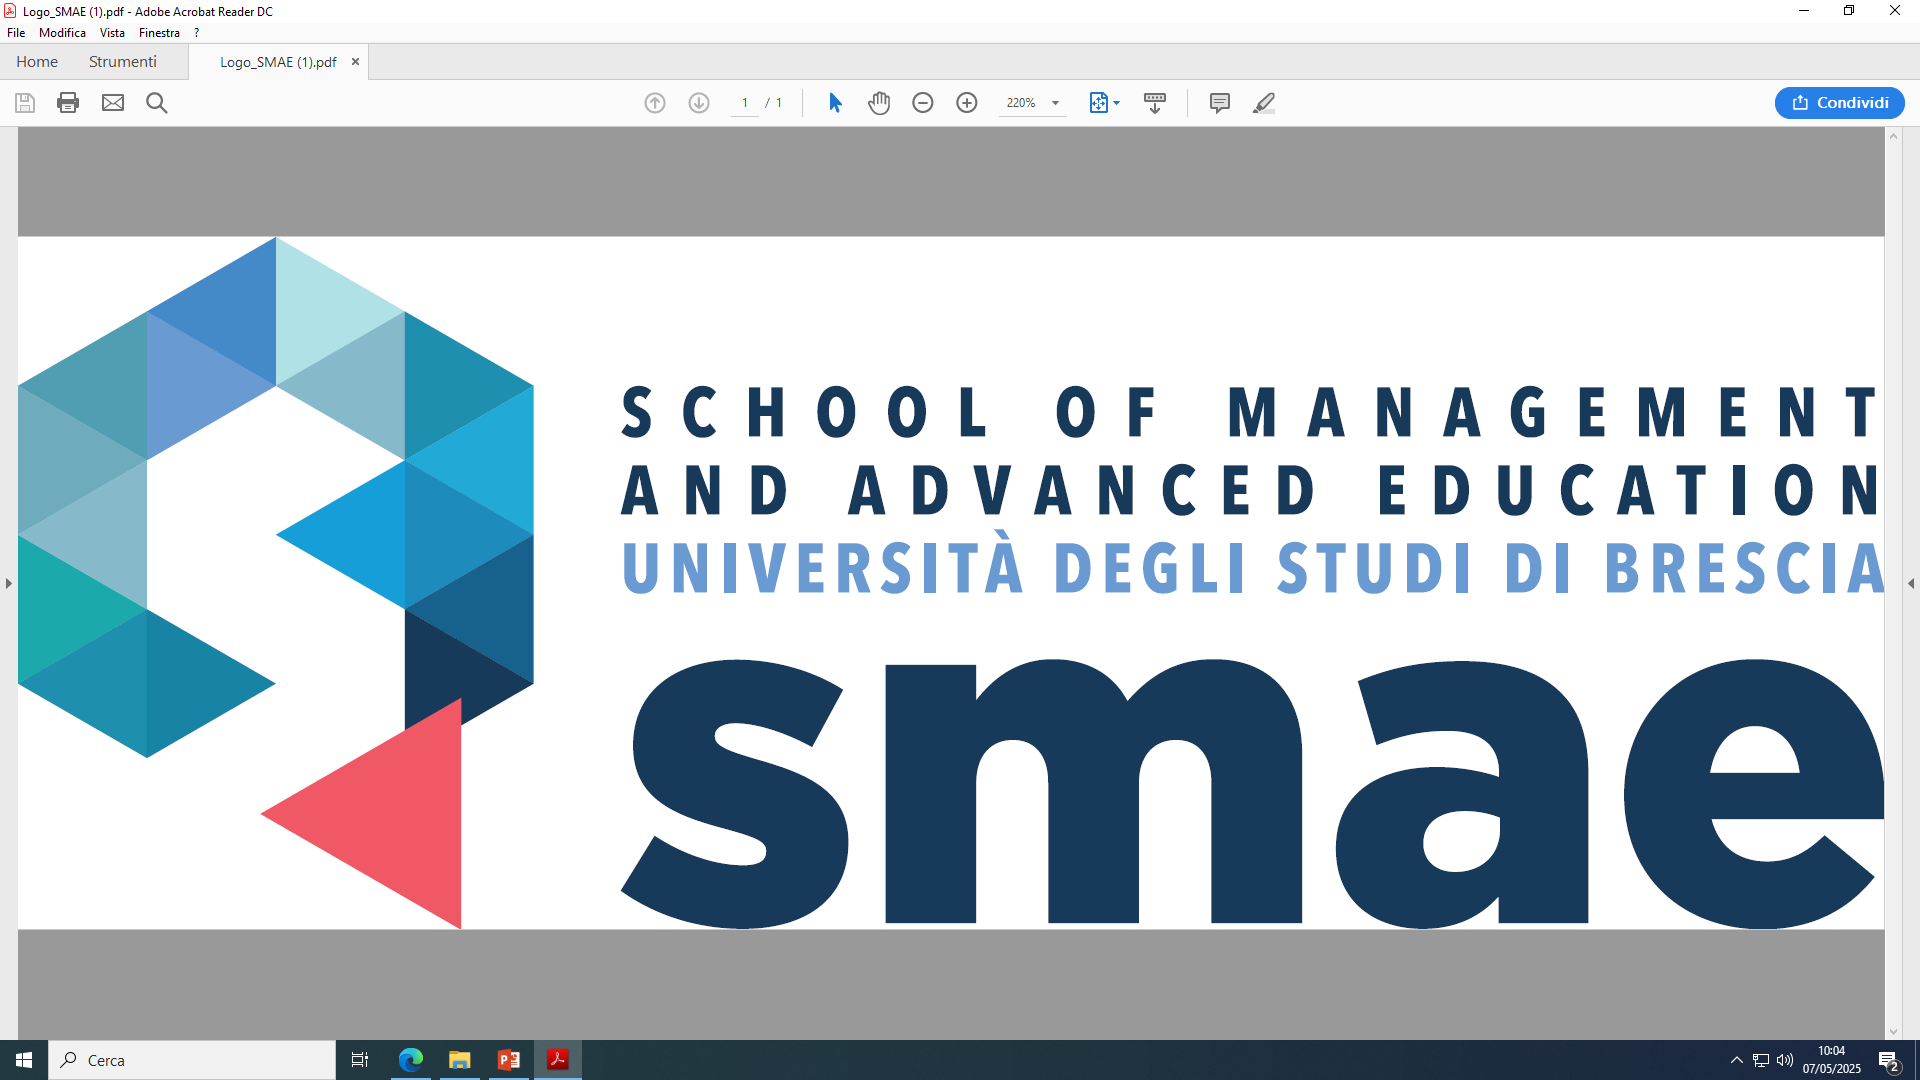 Logo_SMAE (1).pdf - Adobe Acrobat Reader DC
File Modifica Vista Finestra ?
Home Strumenti Logo_SMAE (1).pdf ×
1 / 1 220% Condividi
SCHOOL OF MANAGEMENT
AND ADVANCED EDUCATION
UNIVERSITÀ DEGLI STUDI DI BRESCIA
smae
Cerca
10:04
07/05/2025
2